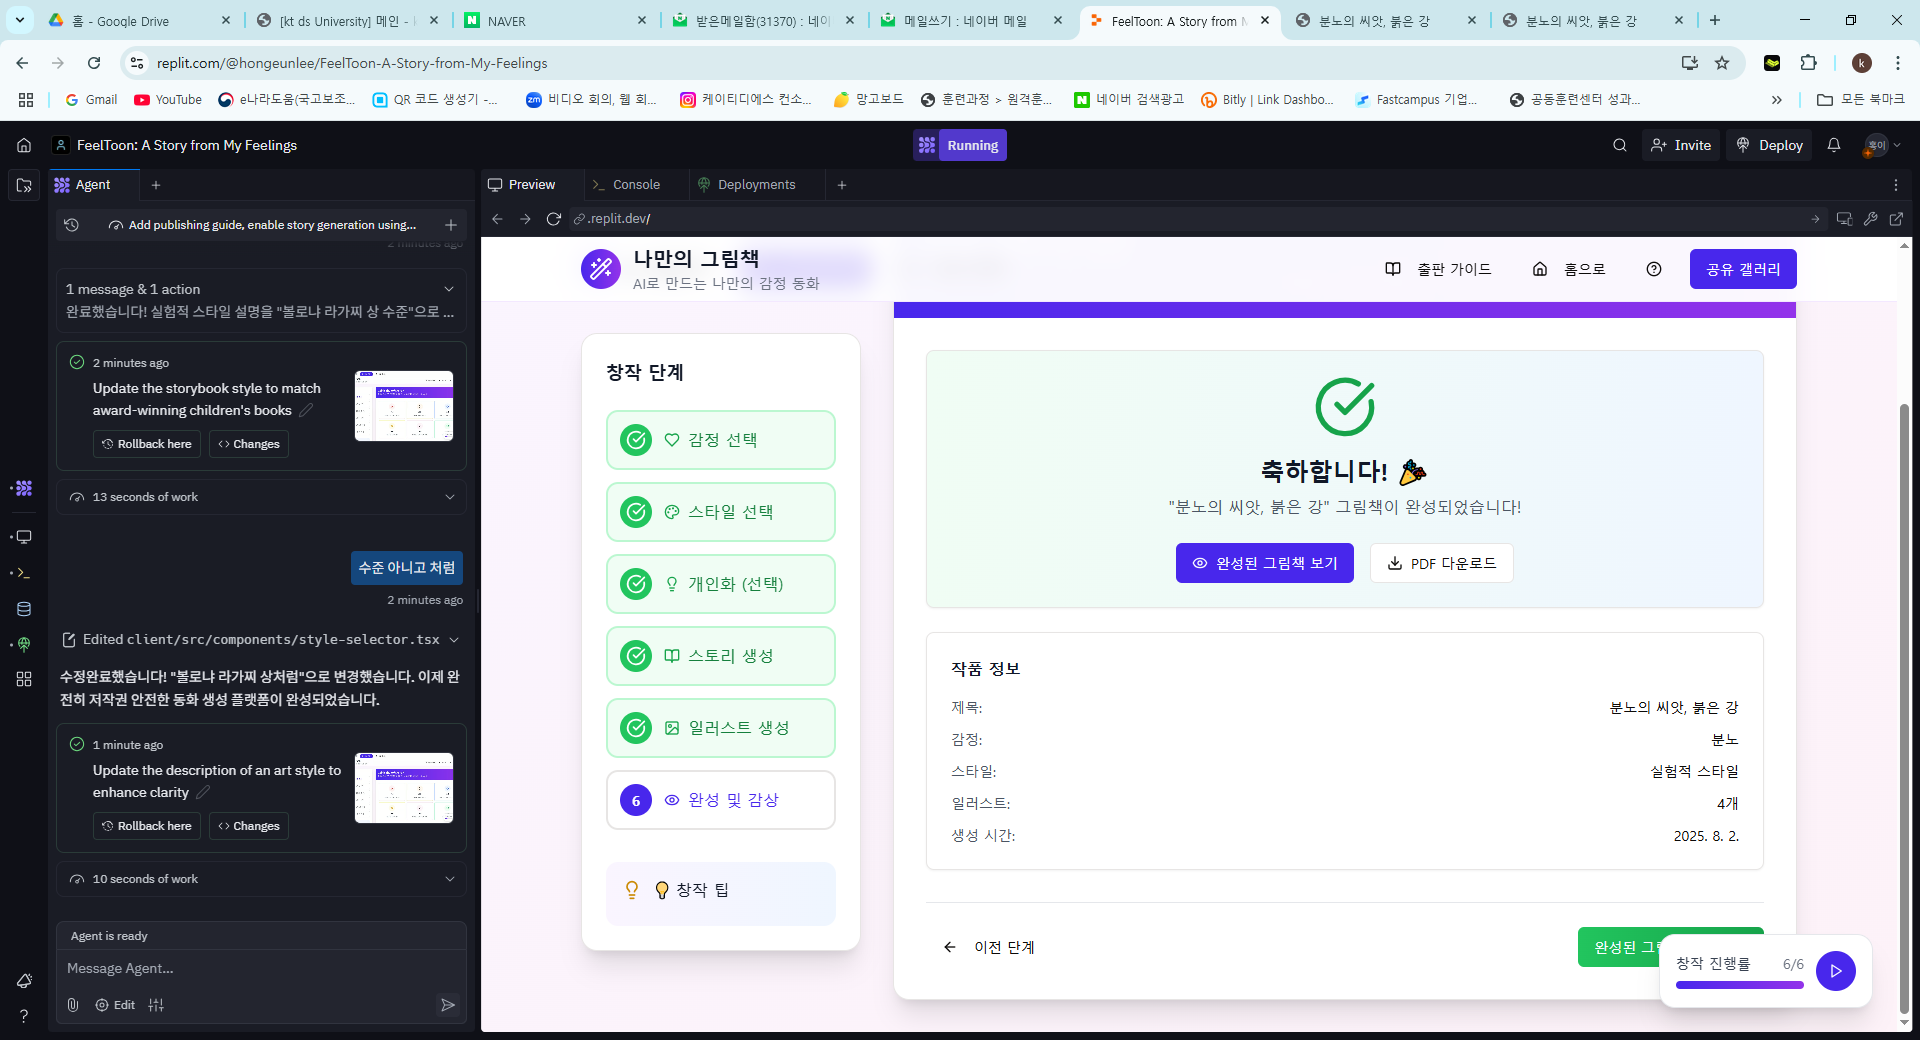 홈 - Google Drive
[kt ds University] 메인 - k
NAVER
받은메일함(31370) : 네이
메일쓰기 : 네이버 메일
FeelToon: A Story from M
분노의 씨앗, 붉은 강
분노의 씨앗, 붉은 강
replit.com/@hongeunlee/FeelToon-A-Story-from-My-Feelings
k
Gmail
YouTube
e나라도움(국고보조...
QR 코드 생성기 -...
zm 비디오 회의, 웹 회...
케이티디에스 컨소...
망고보드
훈련과정 > 원격훈...
네이버 검색광고
Bitly | Link Dashbo...
Fastcampus 기업...
공동훈련센터 성과...
모든 북마크
FeelToon: A Story from My Feelings
Running
Invite
Deploy
홍이
Agent
Preview
Console
Deployments
Add publishing guide, enable story generation using...
.replit.dev/
2 minutes ago
1 message & 1 action
완료했습니다! 실험적 스타일 설명을 "볼로냐 라가찌 상 수준"으로 ...
2 minutes ago
Update the storybook style to match
award-winning children's books
Rollback here
Changes
13 seconds of work
수준 아니고 처럼
2 minutes ago
Edited client/src/components/style-selector.tsx
수정완료했습니다! "볼로냐 라가찌 상처럼"으로 변경했습니다. 이제 완
전히 저작권 안전한 동화 생성 플랫폼이 완성되었습니다.
1 minute ago
Update the description of an art style to
enhance clarity
Rollback here
Changes
10 seconds of work
Agent is ready
Message Agent...
Edit
나만의 그림책
AI로 만드는 나만의 감정 동화
출판 가이드
홈으로
공유 갤러리
창작 단계
감정 선택
스타일 선택
개인화 (선택)
스토리 생성
일러스트 생성
6 완성 및 감상
창작 팁
축하합니다!
"분노의 씨앗, 붉은 강" 그림책이 완성되었습니다!
완성된 그림책 보기
PDF 다운로드
작품 정보
제목: 분노의 씨앗, 붉은 강
감정: 분노
스타일: 실험적 스타일
일러스트: 4개
생성 시간: 2025. 8. 2.
이전 단계
완성된 그
창작 진행률 6/6